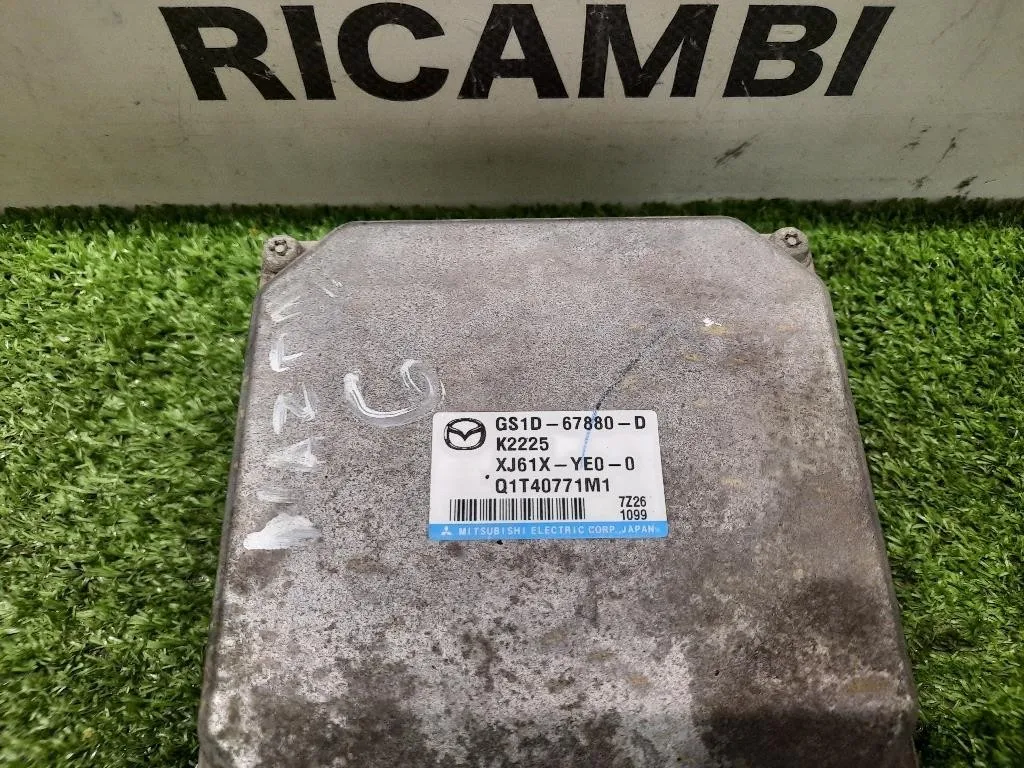 RICAMBI
MAZDA 6
GS1D-67880-D
K2225
XJ61X-YE0-0
Q1T40771M1
7Z26
1099
MITSUBISHI ELECTRIC CORP., JAPAN